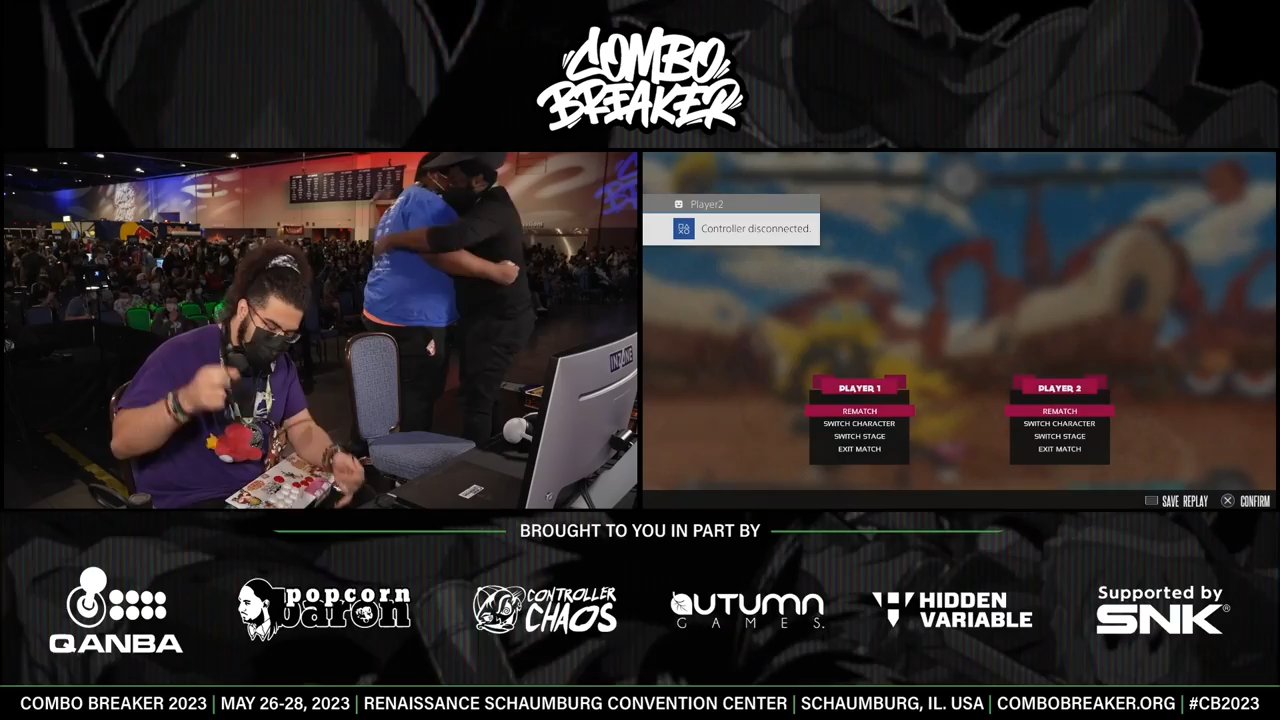 COMBO
BREAKER
Player2
Controller disconnected.
PLAYER 1
REMATCH
SWITCH CHARACTER
SWITCH STAGE
EXIT MATCH
PLAYER 2
REMATCH
SWITCH CHARACTER
SWITCH STAGE
EXIT MATCH
SAVE REPLAY
CONFIRM
INZONE
BROUGHT TO YOU IN PART BY
QANBA
popcorn
baron
CONTROLLER
CHAOS
AUTUMN
GAMES.
HIDDEN
VARIABLE
Supported by
SNK®
COMBO BREAKER 2023 | MAY 26-28, 2023 | RENAISSANCE SCHAUMBURG CONVENTION CENTER | SCHAUMBURG, IL. USA | COMBOBREAKER.ORG | #CB2023